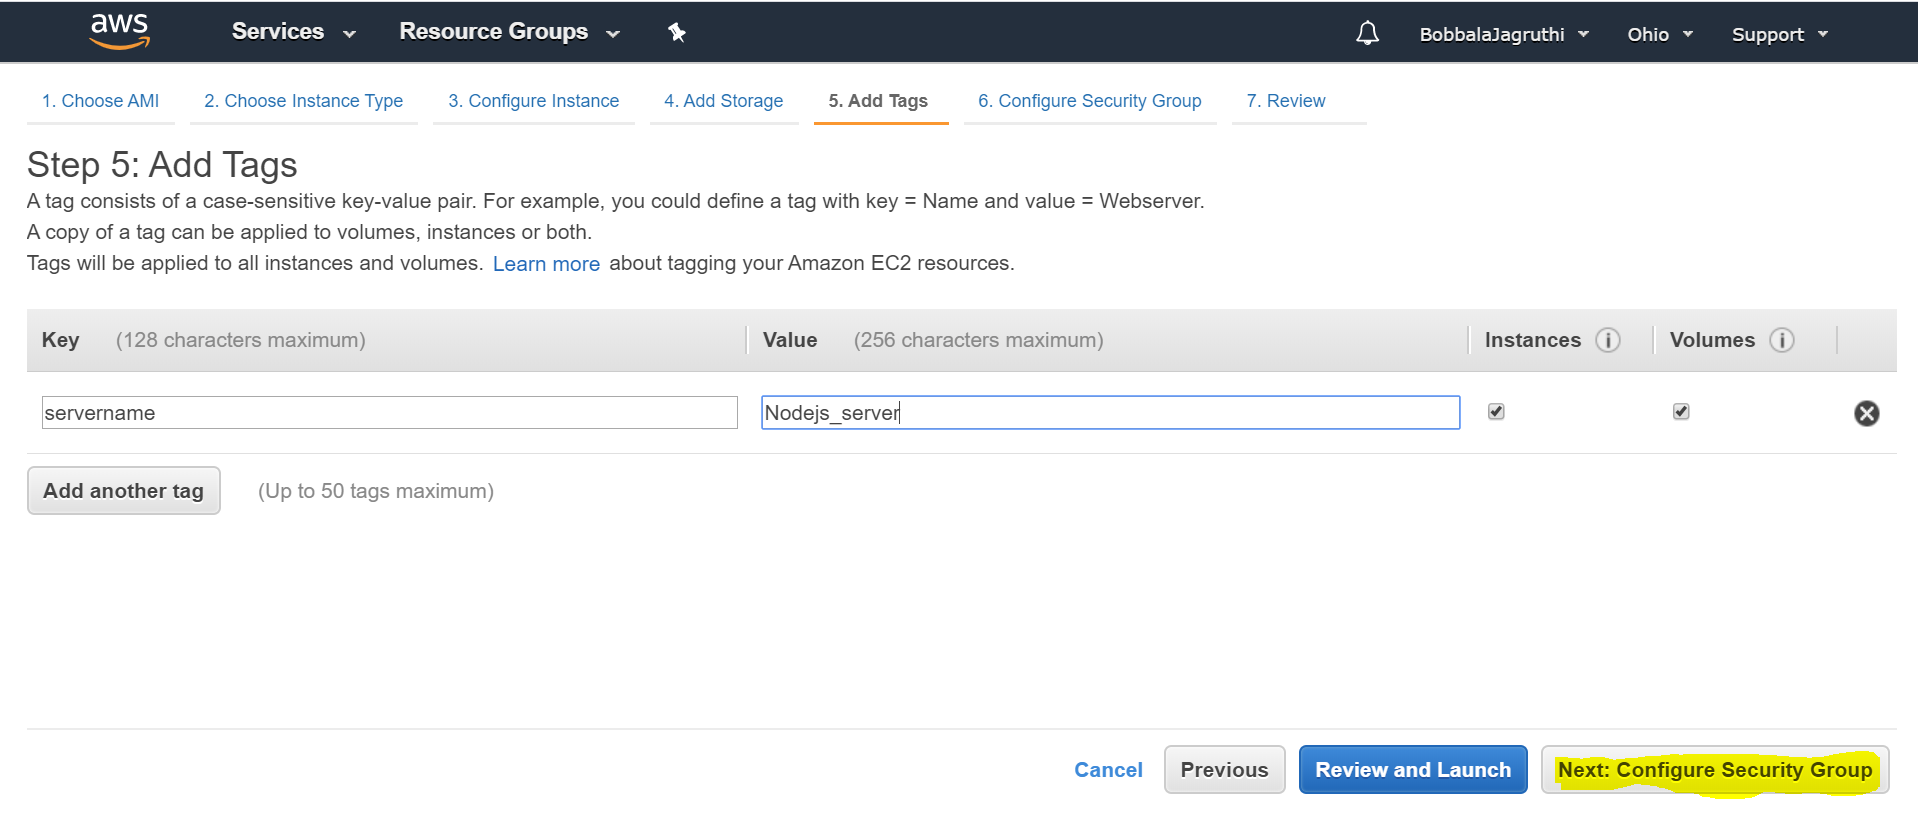 aws Services Resource Groups BobbalaJagruthi Ohio Support
1. Choose AMI 2. Choose Instance Type 3. Configure Instance 4. Add Storage 5. Add Tags 6. Configure Security Group 7. Review
Step 5: Add Tags
A tag consists of a case-sensitive key-value pair. For example, you could define a tag with key = Name and value = Webserver.
A copy of a tag can be applied to volumes, instances or both.
Tags will be applied to all instances and volumes. Learn more about tagging your Amazon EC2 resources.
Key (128 characters maximum) Value (256 characters maximum) Instances i Volumes i
servername Nodejs_server
Add another tag (Up to 50 tags maximum)
Cancel Previous Review and Launch Next: Configure Security Group